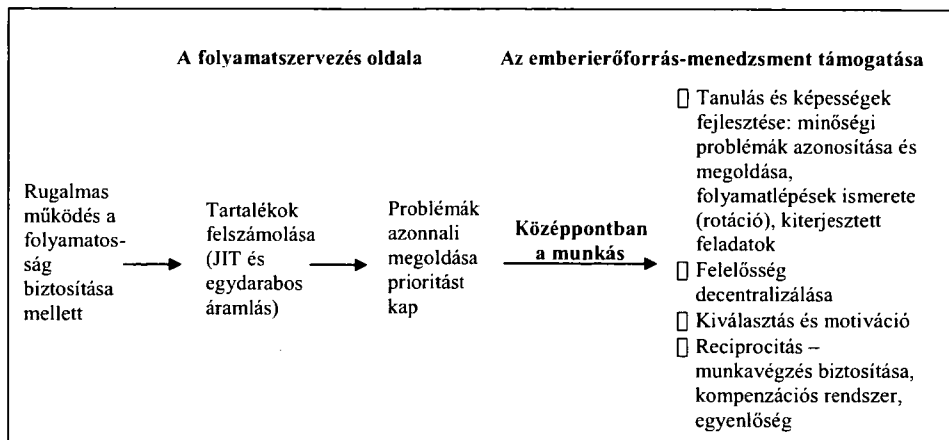 A folyamatszervezés oldala
Az emberierőforrás-menedzsment támogatása
Rugalmas
működés a
folyamatos-
ság
biztosítása
mellett
Tartalékok
felszámolása
(JIT és
egydarabos
áramlás)
Problémák
azonnali
megoldása
prioritást
kap
Középpontban
a munkás
▯ Tanulás és képességek
fejlesztése: minőségi
problémák azonosítása és
megoldása,
folyamatlépések ismerete
(rotáció), kiterjesztett
feladatok
▯ Felelősség
decentralizálása
▯ Kiválasztás és motiváció
▯ Reciprocitás –
munkavégzés biztosítása,
kompenzációs rendszer,
egyenlőség